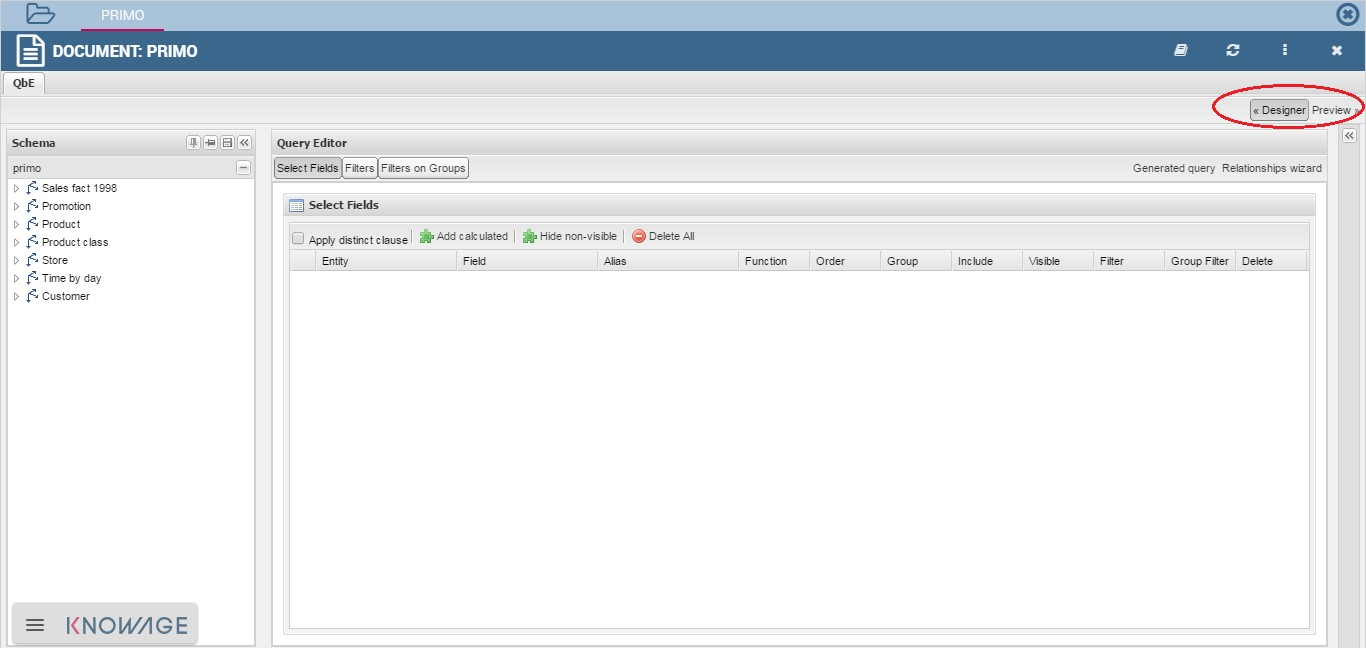 PRIMO
DOCUMENT: PRIMO
QbE
« Designer Preview »
Schema
primo
Sales fact 1998
Promotion
Product
Product class
Store
Time by day
Customer
Query Editor
Select Fields Filters Filters on Groups Generated query Relationships wizard
Select Fields
Apply distinct clause Add calculated Hide non-visible Delete All
Entity Field Alias Function Order Group Include Visible Filter Group Filter Delete
KNOWAGE